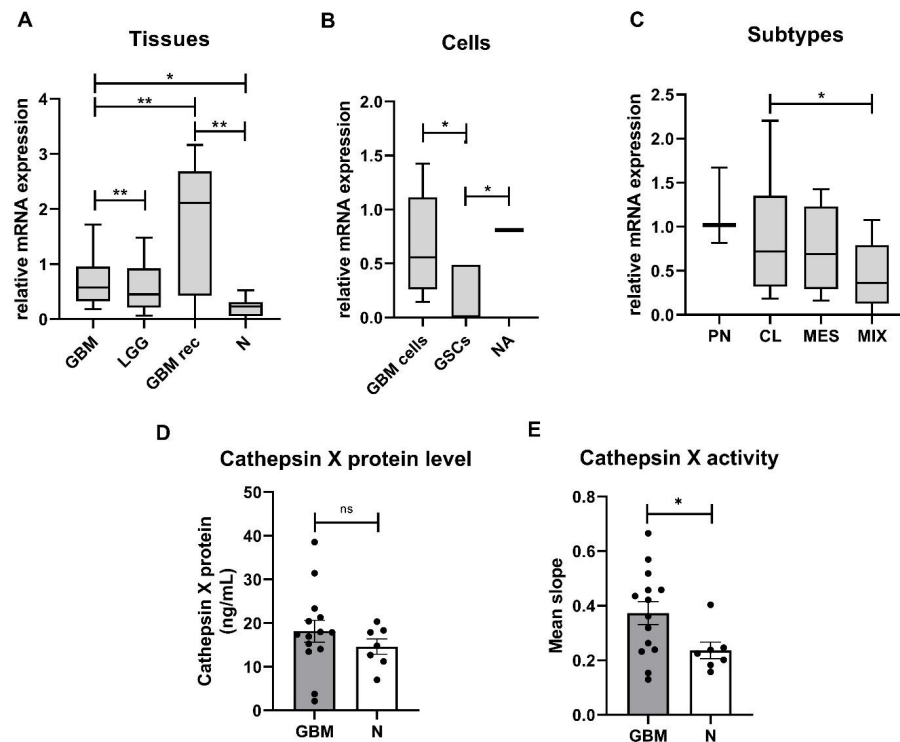 A
Tissues
relative mRNA expression
4
3
2
1
0
*
**
**
**
GBM
LGG
GBM rec
N
B
Cells
relative mRNA expression
2.0
1.5
1.0
0.5
0.0
*
*
GBM cells
GSCs
NA
C
Subtypes
relative mRNA expression
2.5
2.0
1.5
1.0
0.5
0.0
*
PN
CL
MES
MIX
D
Cathepsin X protein level
Cathepsin X protein
(ng/mL)
50
40
30
20
10
0
ns
GBM
N
E
Cathepsin X activity
Mean slope
0.8
0.6
0.4
0.2
0.0
*
GBM
N